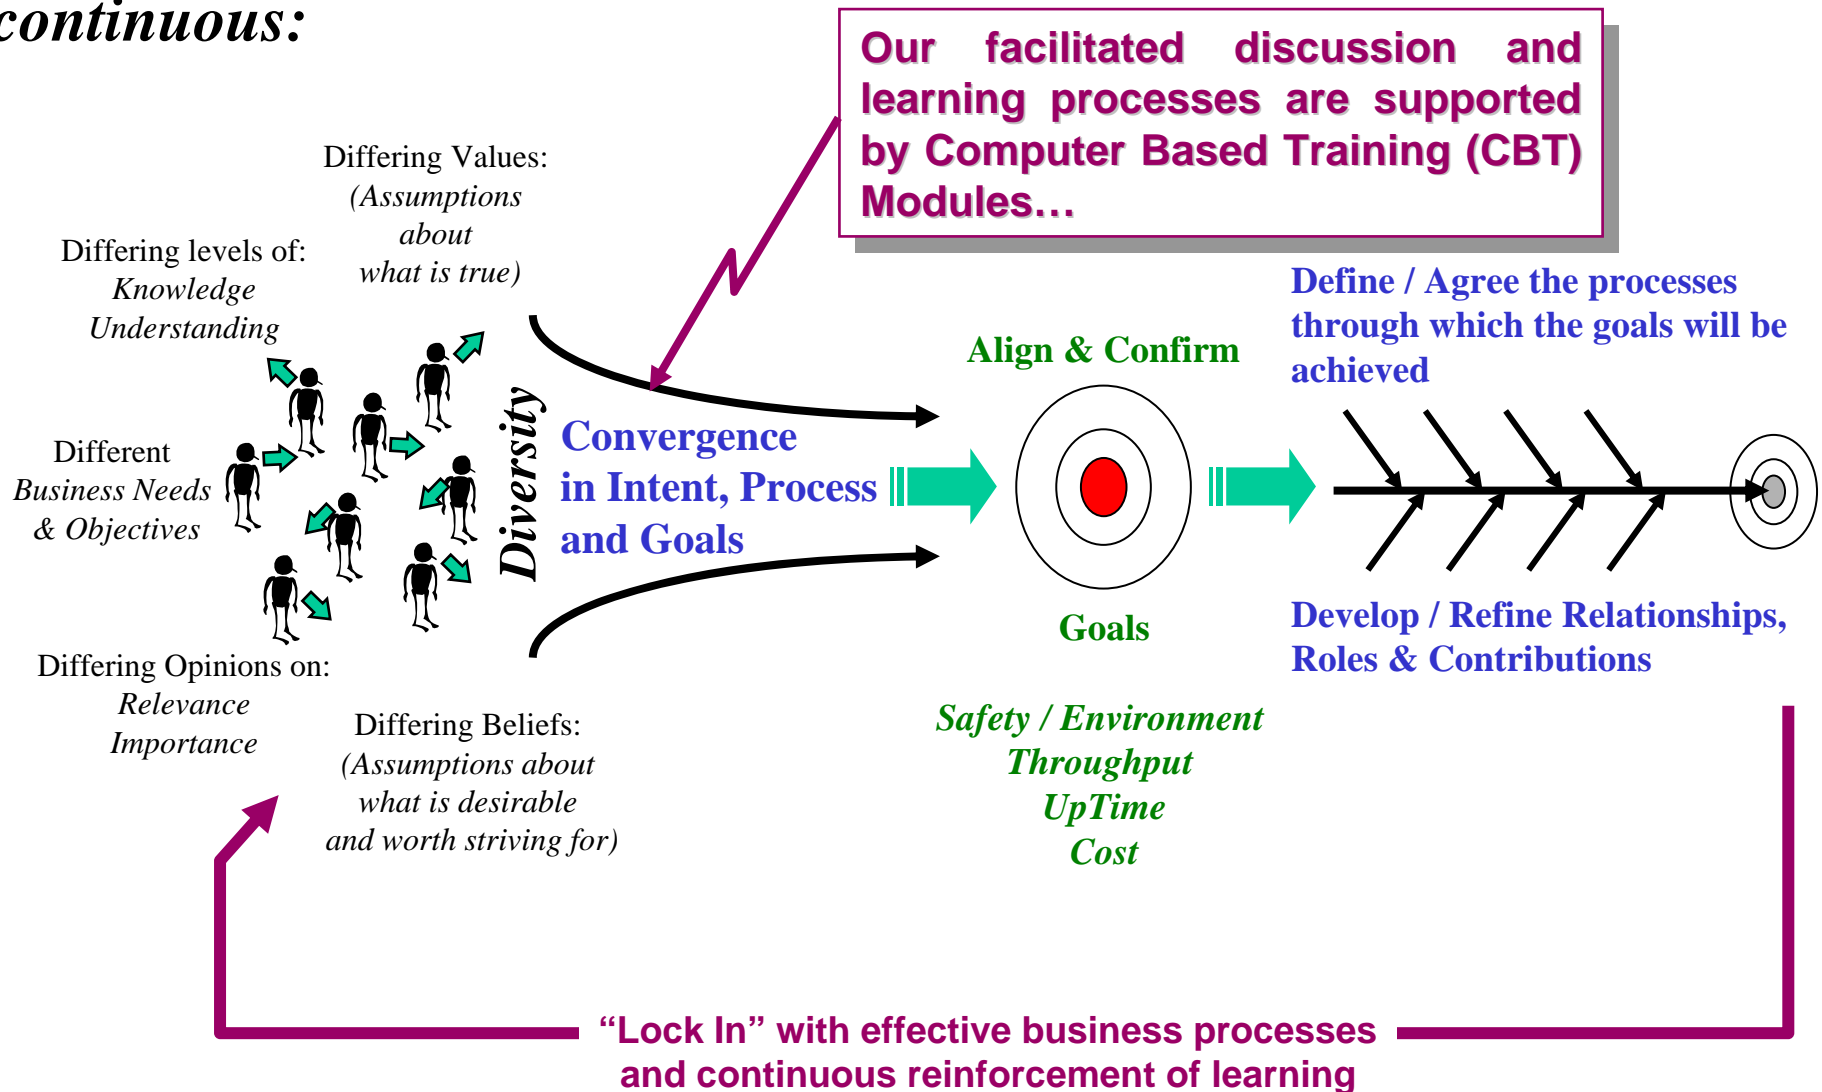 continuous:
Our facilitated discussion and
learning processes are supported
by Computer Based Training (CBT)
Modules…
Differing Values:
(Assumptions
about
what is true)
Differing levels of:
Knowledge
Understanding
Different
Business Needs
& Objectives
Differing Opinions on:
Relevance
Importance
Differing Beliefs:
(Assumptions about
what is desirable
and worth striving for)
Diversity
Convergence
in Intent, Process
and Goals
Align & Confirm
Goals
Safety / Environment
Throughput
UpTime
Cost
Define / Agree the processes
through which the goals will be
achieved
Develop / Refine Relationships,
Roles & Contributions
“Lock In” with effective business processes
and continuous reinforcement of learning